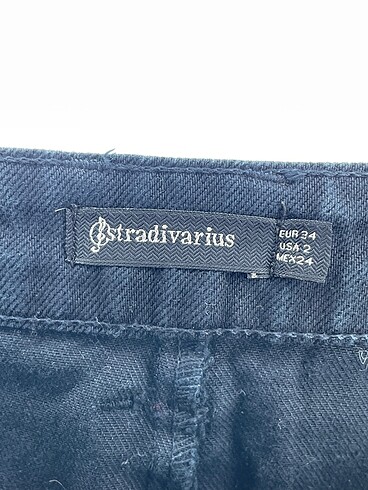 stradivarius
EUR 34
USA 2
MEX 24